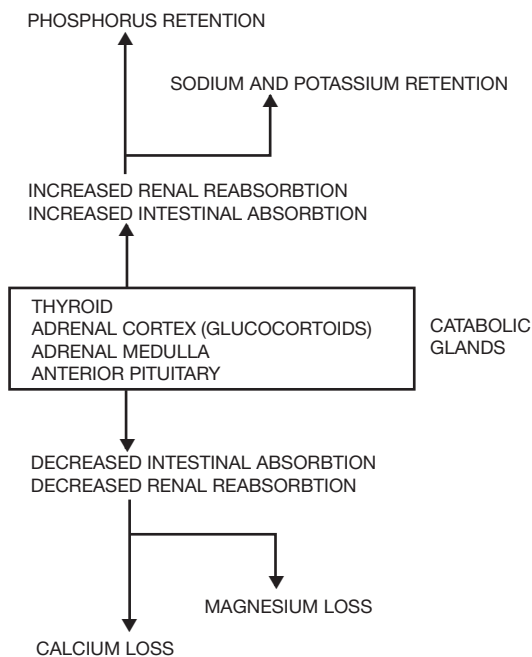 PHOSPHORUS RETENTION
SODIUM AND POTASSIUM RETENTION
INCREASED RENAL REABSORBTION
INCREASED INTESTINAL ABSORBTION
THYROID
ADRENAL CORTEX (GLUCOCORTOIDS)
ADRENAL MEDULLA
ANTERIOR PITUITARY
CATABOLIC
GLANDS
DECREASED INTESTINAL ABSORBTION
DECREASED RENAL REABSORBTION
MAGNESIUM LOSS
CALCIUM LOSS